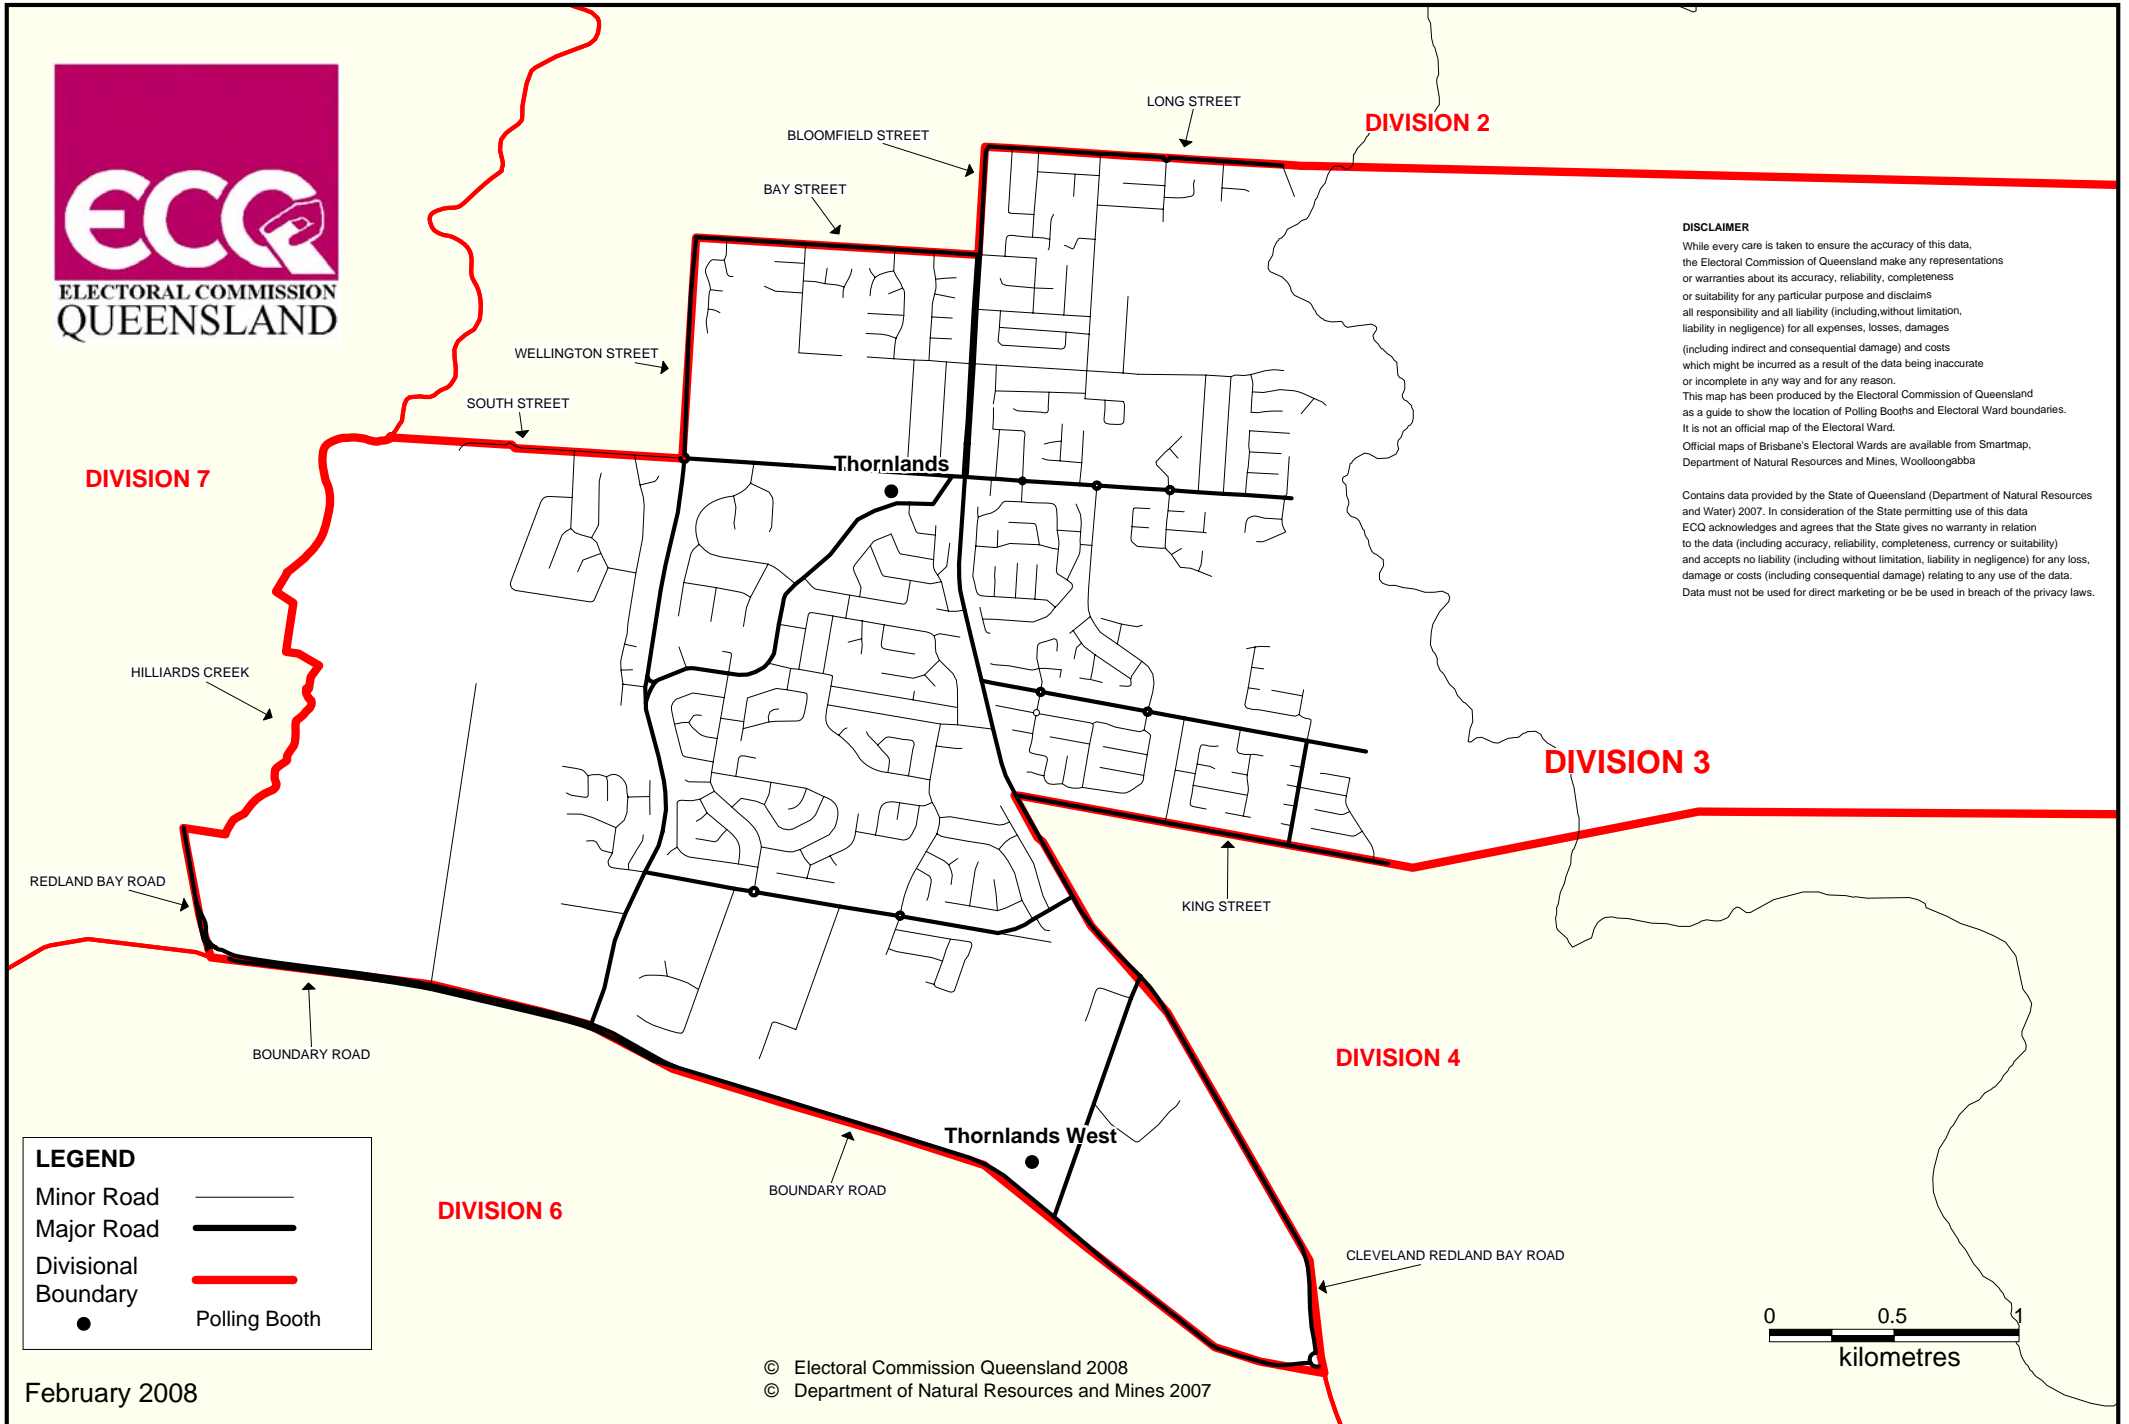 ECQ
ELECTORAL COMMISSION
QUEENSLAND
LONG STREET
DIVISION 2
BLOOMFIELD STREET
BAY STREET
WELLINGTON STREET
SOUTH STREET
DIVISION 7
Thornlands
HILLIARDS CREEK
DISCLAIMER
While every care is taken to ensure the accuracy of this data,
the Electoral Commission of Queensland make any representations
or warranties about its accuracy, reliability, completeness
or suitability for any particular purpose and disclaims
all responsibility and all liability (including,without limitation,
liability in negligence) for all expenses, losses, damages
(including indirect and consequential damage) and costs
which might be incurred as a result of the data being inaccurate
or incomplete in any way and for any reason.
This map has been produced by the Electoral Commission of Queensland
as a guide to show the location of Polling Booths and Electoral Ward boundaries.
It is not an official map of the Electoral Ward.
Official maps of Brisbane's Electoral Wards are available from Smartmap,
Department of Natural Resources and Mines, Woolloongabba
Contains data provided by the State of Queensland (Department of Natural Resources
and Water) 2007. In consideration of the State permitting use of this data
ECQ acknowledges and agrees that the State gives no warranty in relation
to the data (including accuracy, reliability, completeness, currency or suitability)
and accepts no liability (including without limitation, liability in negligence) for any loss,
damage or costs (including consequential damage) relating to any use of the data.
Data must not be used for direct marketing or be be used in breach of the privacy laws.
DIVISION 3
REDLAND BAY ROAD
KING STREET
BOUNDARY ROAD
DIVISION 4
Thornlands West
BOUNDARY ROAD
DIVISION 6
CLEVELAND REDLAND BAY ROAD
LEGEND
Minor Road
Major Road
Divisional
Boundary
Polling Booth
0 0.5 1
kilometres
© Electoral Commission Queensland 2008
© Department of Natural Resources and Mines 2007
February 2008